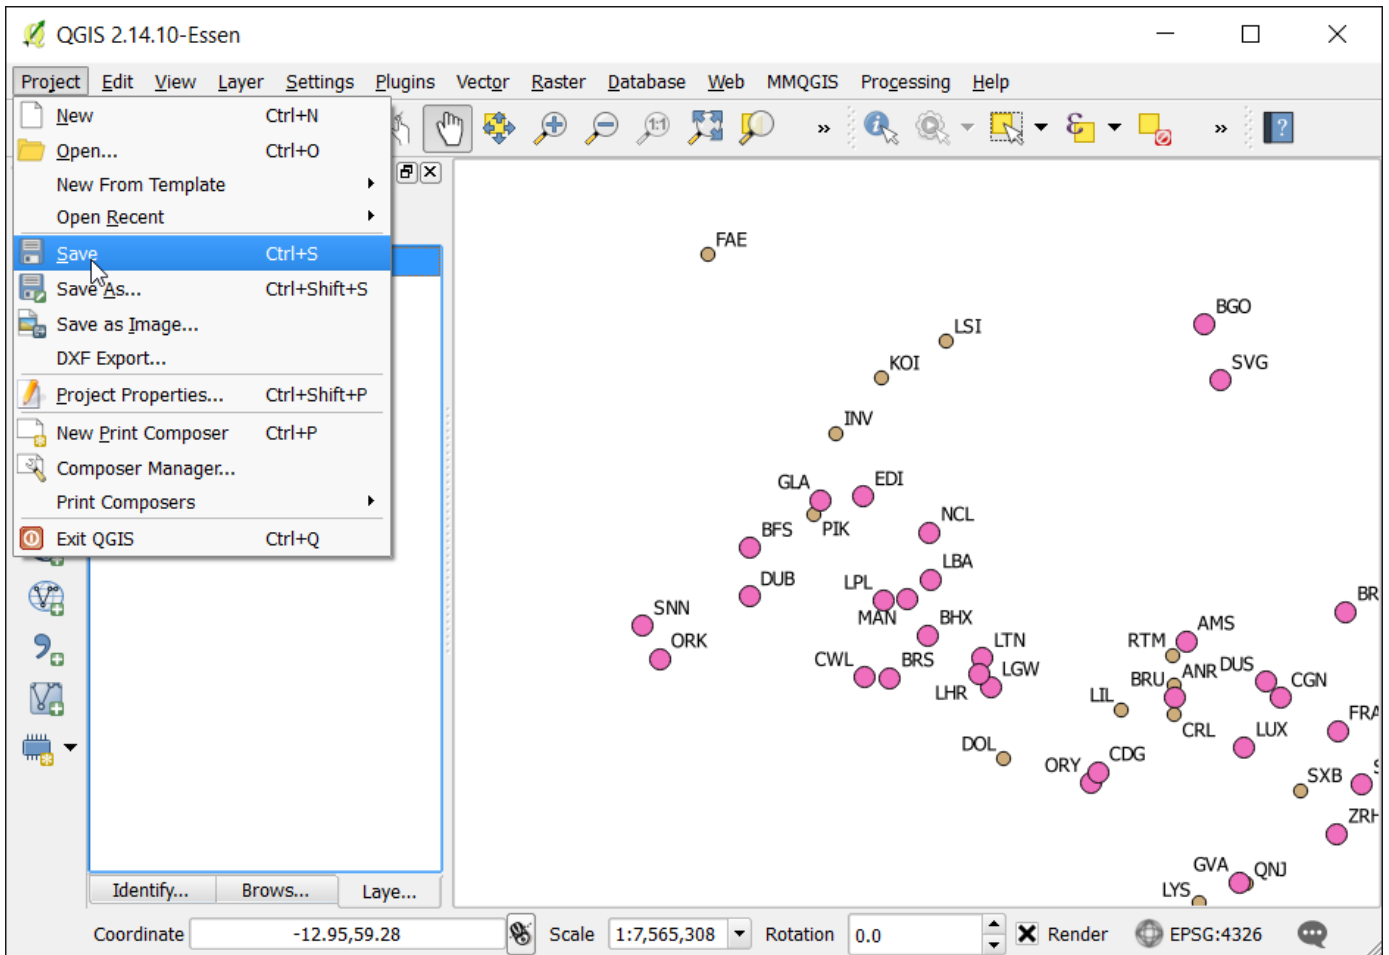 QGIS 2.14.10-Essen
Project Edit View Layer Settings Plugins Vector Raster Database Web MMQGIS Processing Help
New Ctrl+N
Open... Ctrl+O
New From Template
Open Recent
Save Ctrl+S
Save As... Ctrl+Shift+S
Save as Image...
DXF Export...
Project Properties... Ctrl+Shift+P
New Print Composer Ctrl+P
Composer Manager...
Print Composers
Exit QGIS Ctrl+Q
1:1
FAE
BGO
LSI
SVG
KOI
INV
GLA EDI
NCL
BFS PIK
LBA
DUB LPL
BR
SNN MAN BHX
AMS
ORK LTN RTM
CWL BRS LGW BRU ANR DUS CGN
LHR LIL
FRA
CRL LUX
DOL CDG
ORY SXB
ZRH
GVA QNJ
LYS
Identify... Brows... Laye...
Coordinate -12.95,59.28 Scale 1:7,565,308 Rotation 0.0 Render EPSG:4326